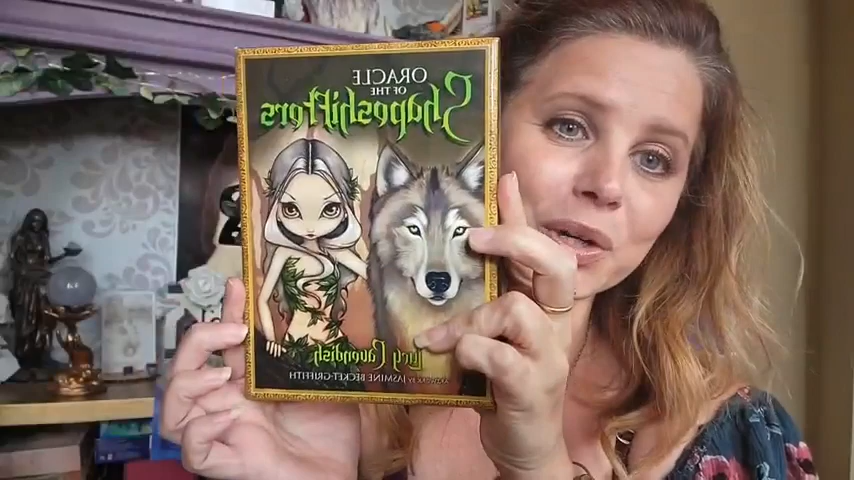 ORACLE
OF THE
Shapeshifters
Lucy Cavendish
ARTWORK by JASMINE BECKET-GRIFFITH